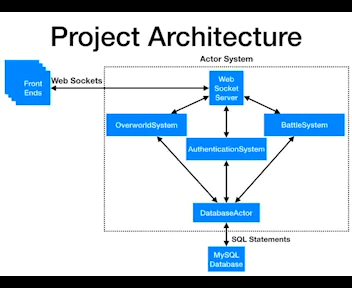 Project Architecture
Actor System
Front
Ends
Web Sockets
Web
Socket
Server
OverworldSystem
BattleSystem
AuthenticationSystem
DatabaseActor
SQL Statements
MySQL
Database